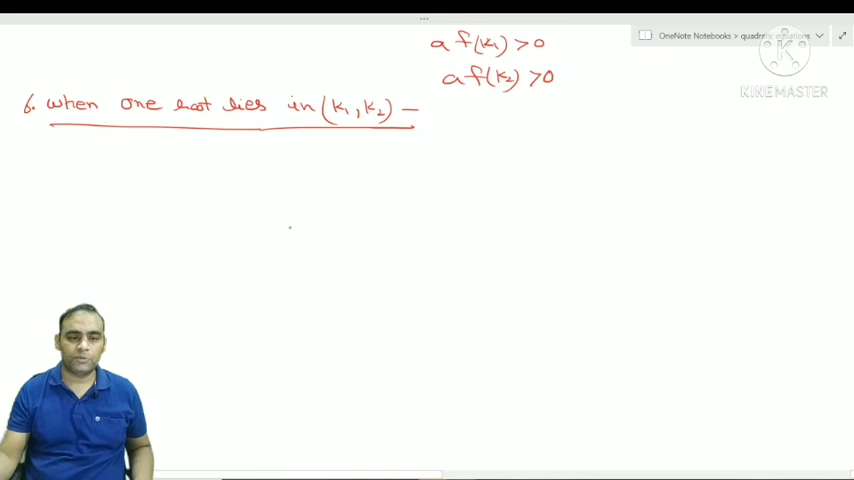 a f(k₁) > 0
a f(k₂) > 0
6. when one root lies in (k₁, k₂) —
OneNote Notebooks > quadratic equations
K
KINEMASTER